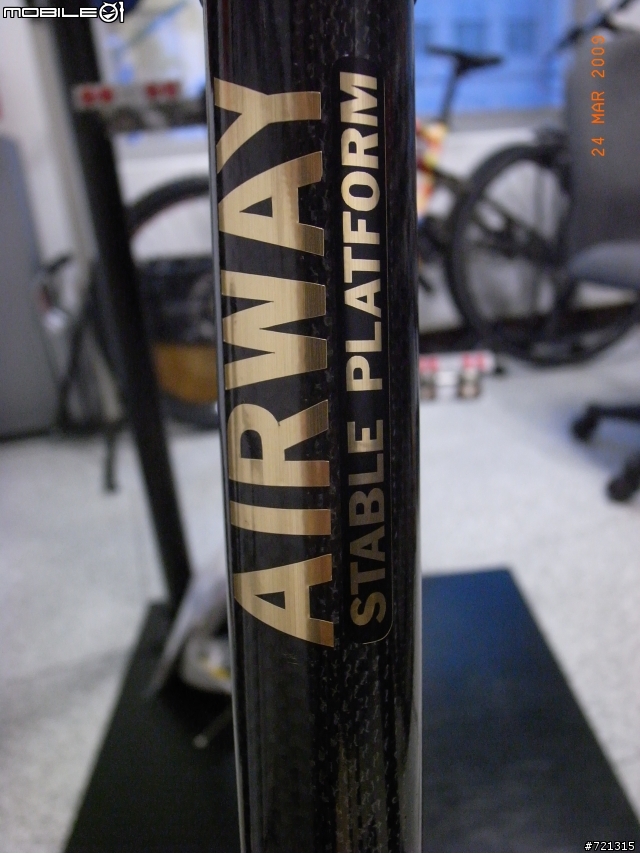 MOBILE01
24 MAR 2009
AIRWAY
STABLE PLATFORM
#721315